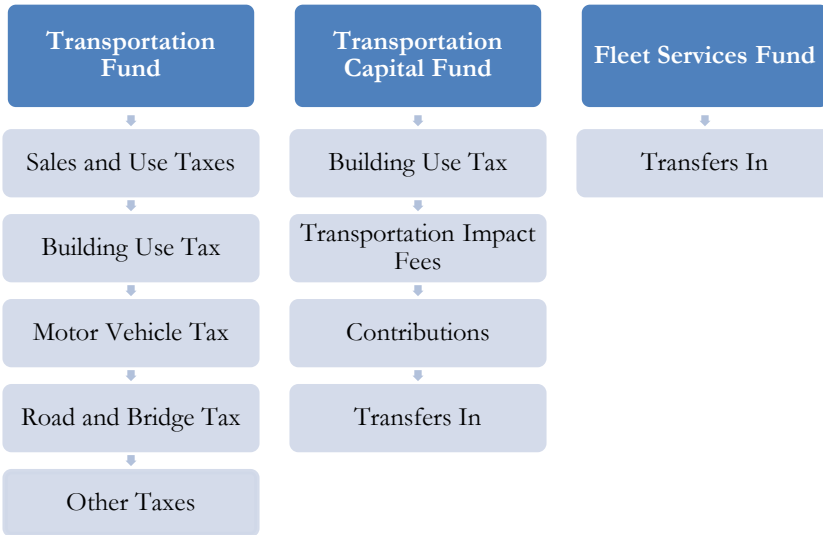 Transportation
Fund
Sales and Use Taxes
Building Use Tax
Motor Vehicle Tax
Road and Bridge Tax
Other Taxes
Transportation
Capital Fund
Building Use Tax
Transportation Impact
Fees
Contributions
Transfers In
Fleet Services Fund
Transfers In